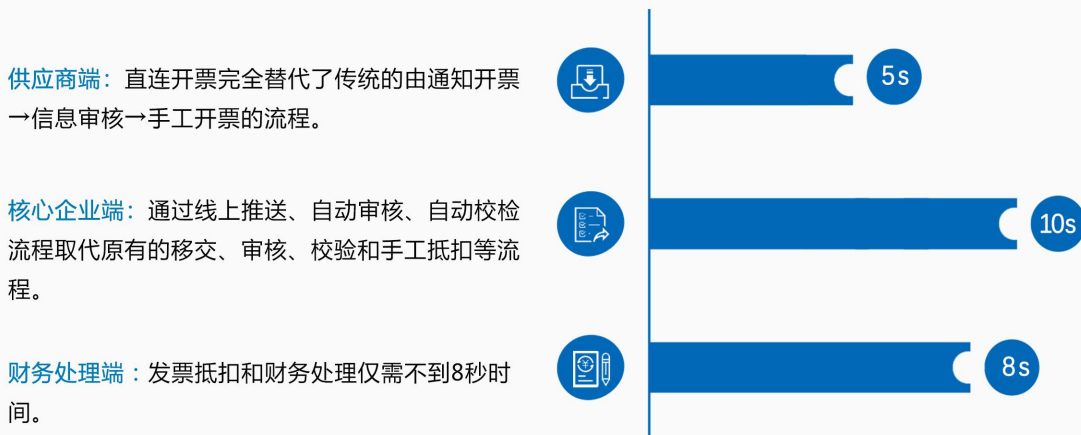 供应商端：直连开票完全替代了传统的由通知开票
→信息审核→手工开票的流程。
5s
核心企业端：通过线上推送、自动审核、自动校检
流程取代原有的移交、审核、校验和手工抵扣等流
程。
10s
财务处理端：发票抵扣和财务处理仅需不到8秒时
间。
8s